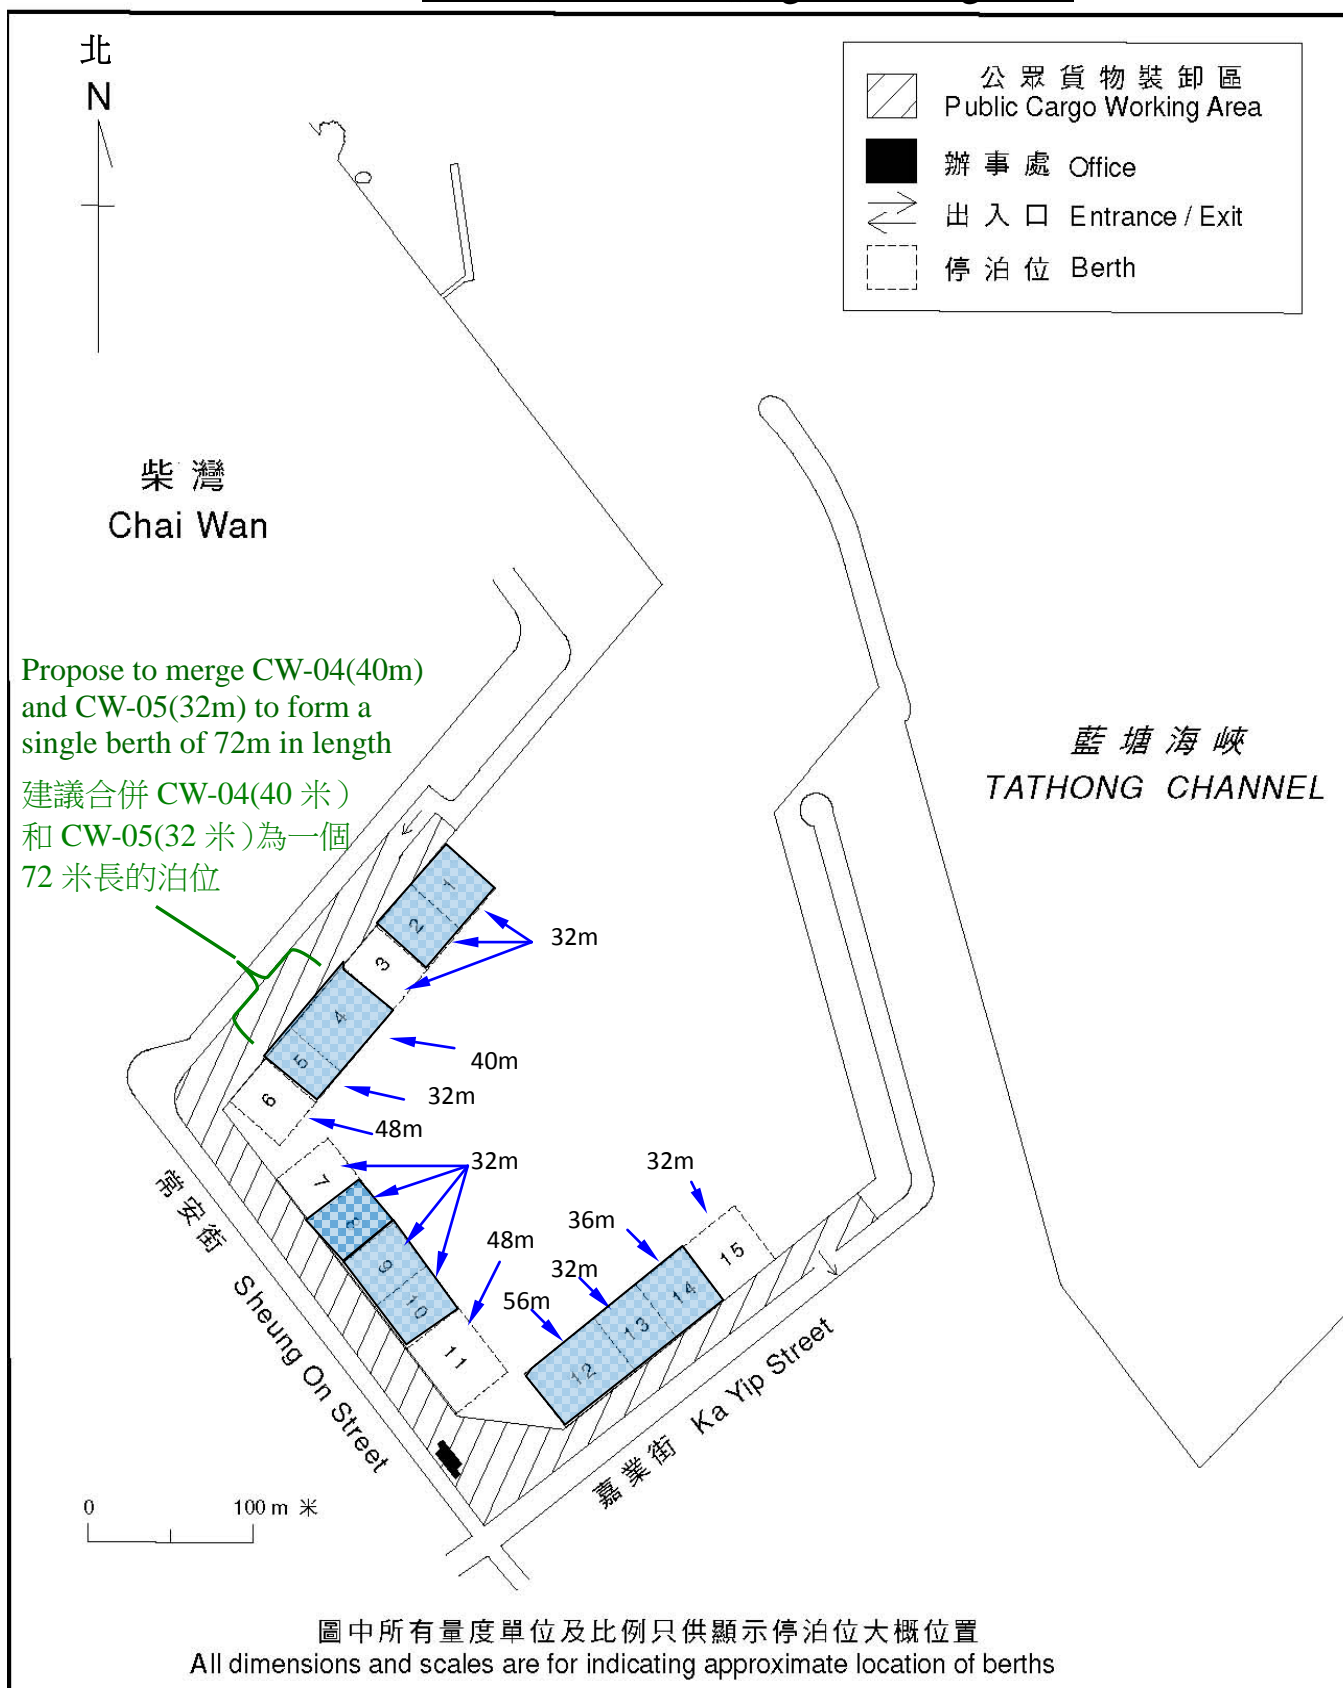 北
N
公眾貨物裝卸區
Public Cargo Working Area
辦事處 Office
出入口 Entrance / Exit
停泊位 Berth
柴灣
Chai Wan
Propose to merge CW-04(40m)
and CW-05(32m) to form a
single berth of 72m in length
建議合併 CW-04(40 米)
和 CW-05(32 米)為一個
72 米長的泊位
藍塘海峽
TATHONG CHANNEL
1
2
3
4
5
6
32m
40m
32m
48m
7
8
9
10
11
32m
48m
12
13
14
15
32m
36m
32m
56m
常安街 Sheung On Street
嘉業街 Ka Yip Street
0 100 m 米
圖中所有量度單位及比例只供顯示停泊位大概位置
All dimensions and scales are for indicating approximate location of berths